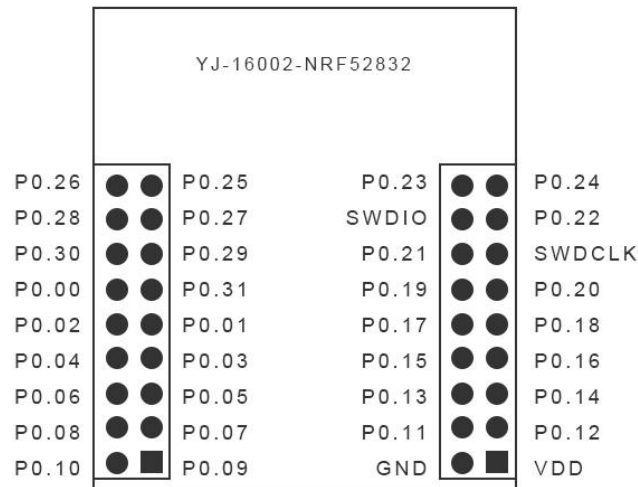 YJ-16002-NRF52832
P0.26 P0.25 P0.23 P0.24
P0.28 P0.27 SWDIO P0.22
P0.30 P0.29 P0.21 SWDCLK
P0.00 P0.31 P0.19 P0.20
P0.02 P0.01 P0.17 P0.18
P0.04 P0.03 P0.15 P0.16
P0.06 P0.05 P0.13 P0.14
P0.08 P0.07 P0.11 P0.12
P0.10 P0.09 GND VDD